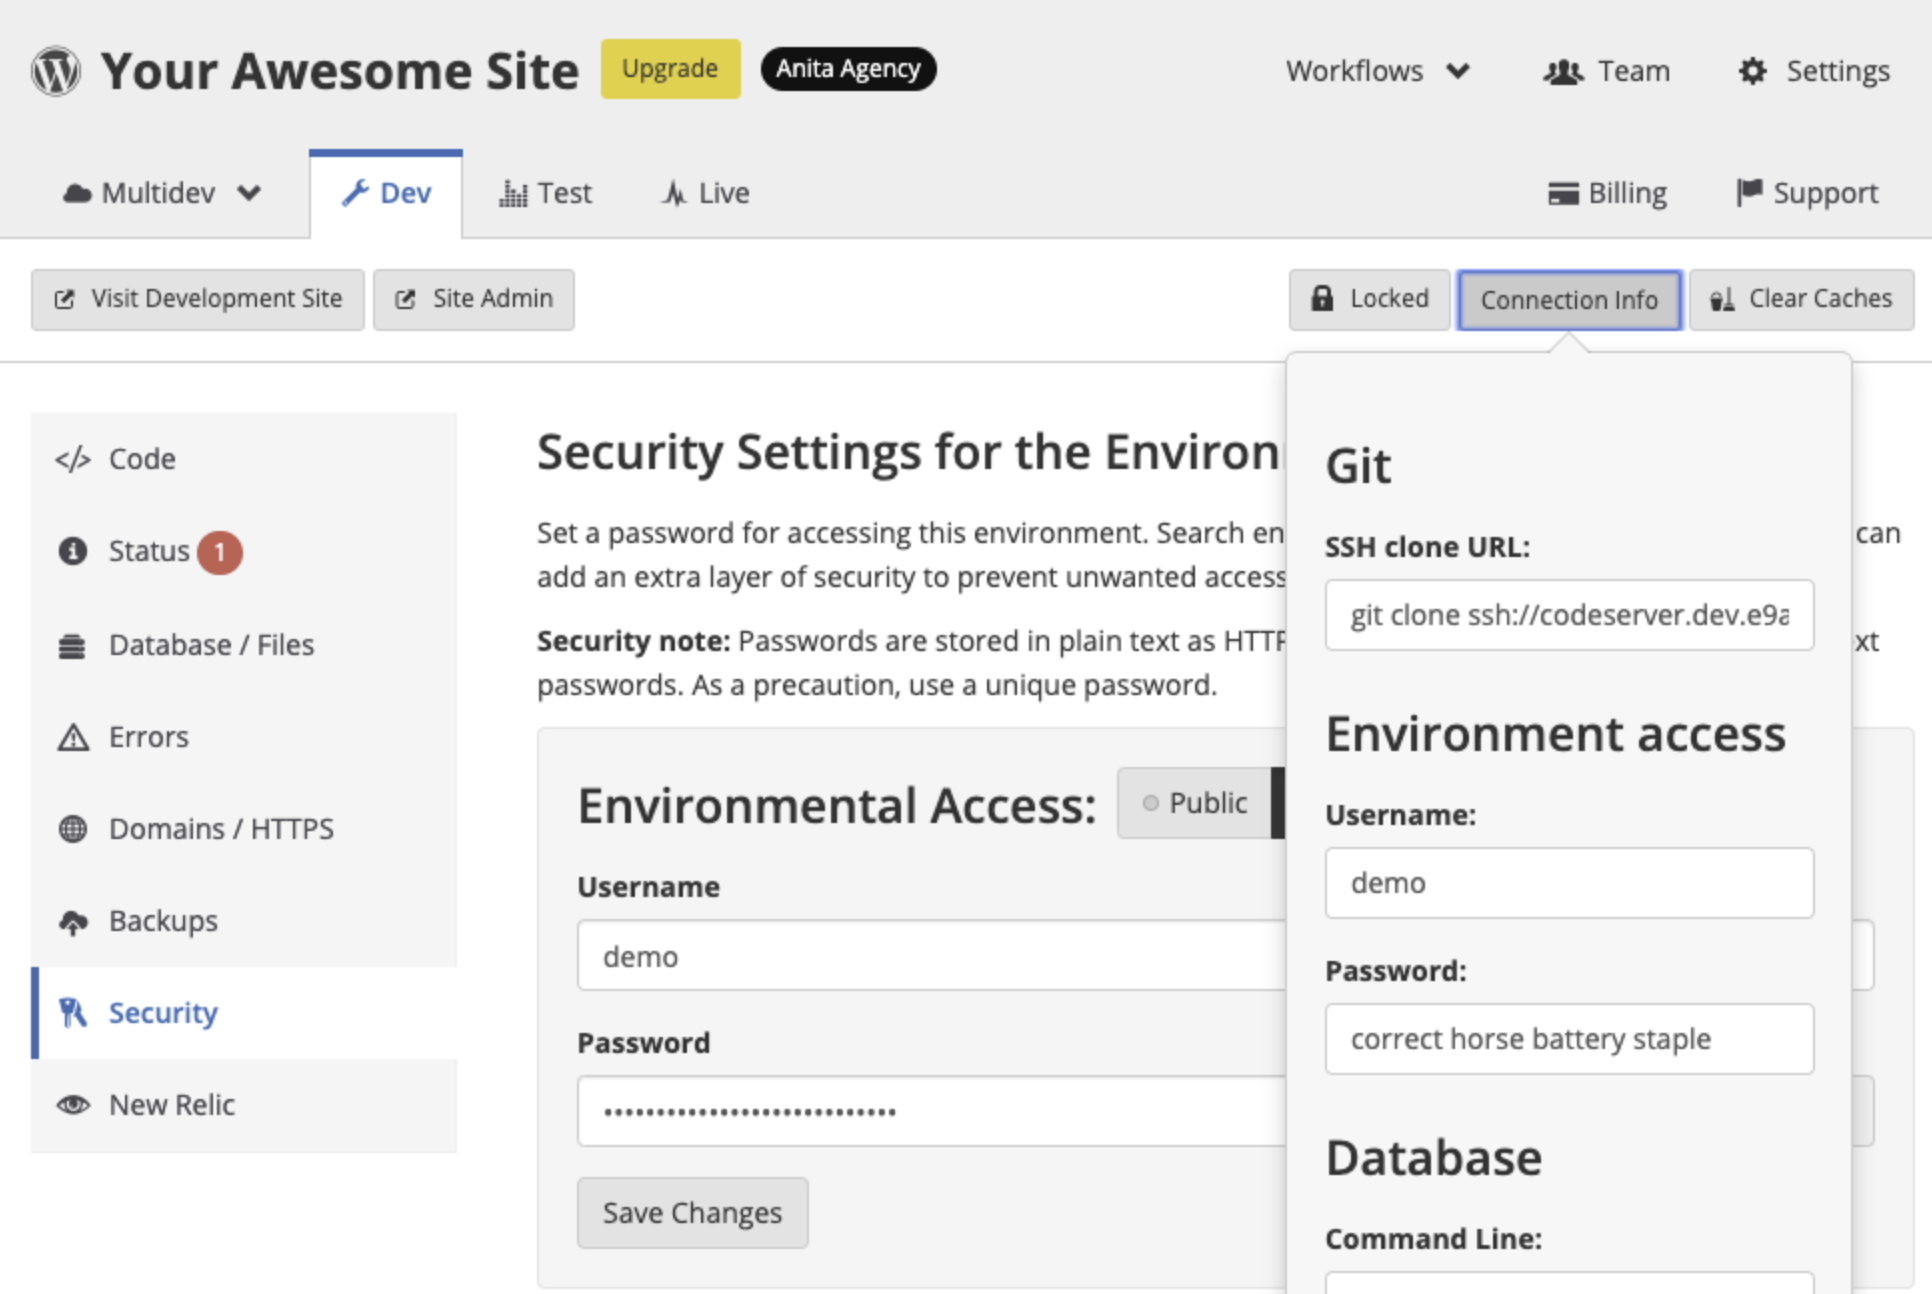 Your Awesome Site Upgrade Anita Agency Workflows Team Settings
Multidev Dev Test Live Billing Support
Visit Development Site Site Admin Locked Connection Info Clear Caches
Code
Status 1
Database / Files
Errors
Domains / HTTPS
Backups
Security
New Relic
Security Settings for the Environ
Set a password for accessing this environment. Search en can
add an extra layer of security to prevent unwanted access
Security note: Passwords are stored in plain text as HTTP xt
passwords. As a precaution, use a unique password.
Environmental Access: Public
Username
demo
Password
Save Changes
Git
SSH clone URL:
git clone ssh://codeserver.dev.e9a
Environment access
Username:
demo
Password:
correct horse battery staple
Database
Command Line: